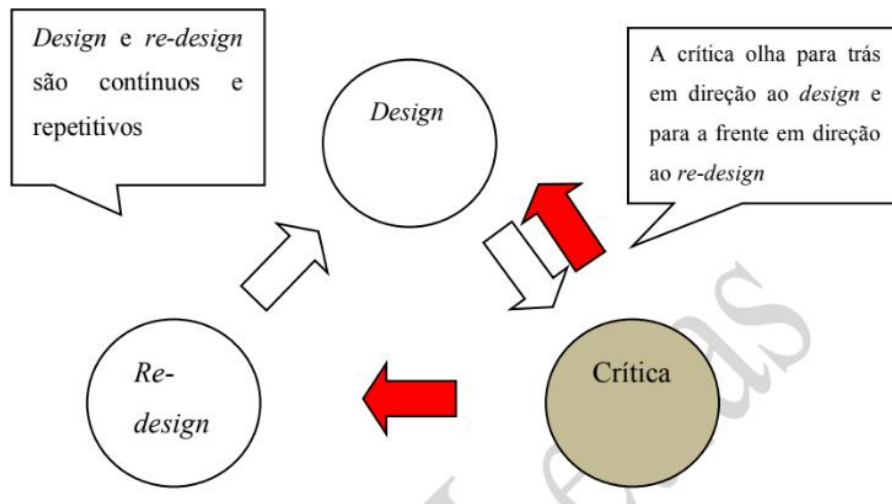 Design e re-design
são contínuos e
repetitivos
Design
A crítica olha para trás
em direção ao design e
para a frente em direção
ao re-design
Re-
design
Crítica